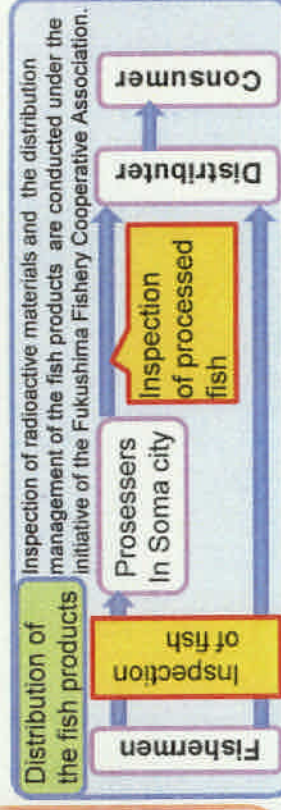 Distribution of
the fish products
Inspection of radioactive materials and the distribution
management of the fish products are conducted under the
initiative of the Fukushima Fishery Cooperative Association.
Fishermen
Inspection
of fish
Prosessers
In Soma city
Inspection
of processed
fish
Distributer
Consumer